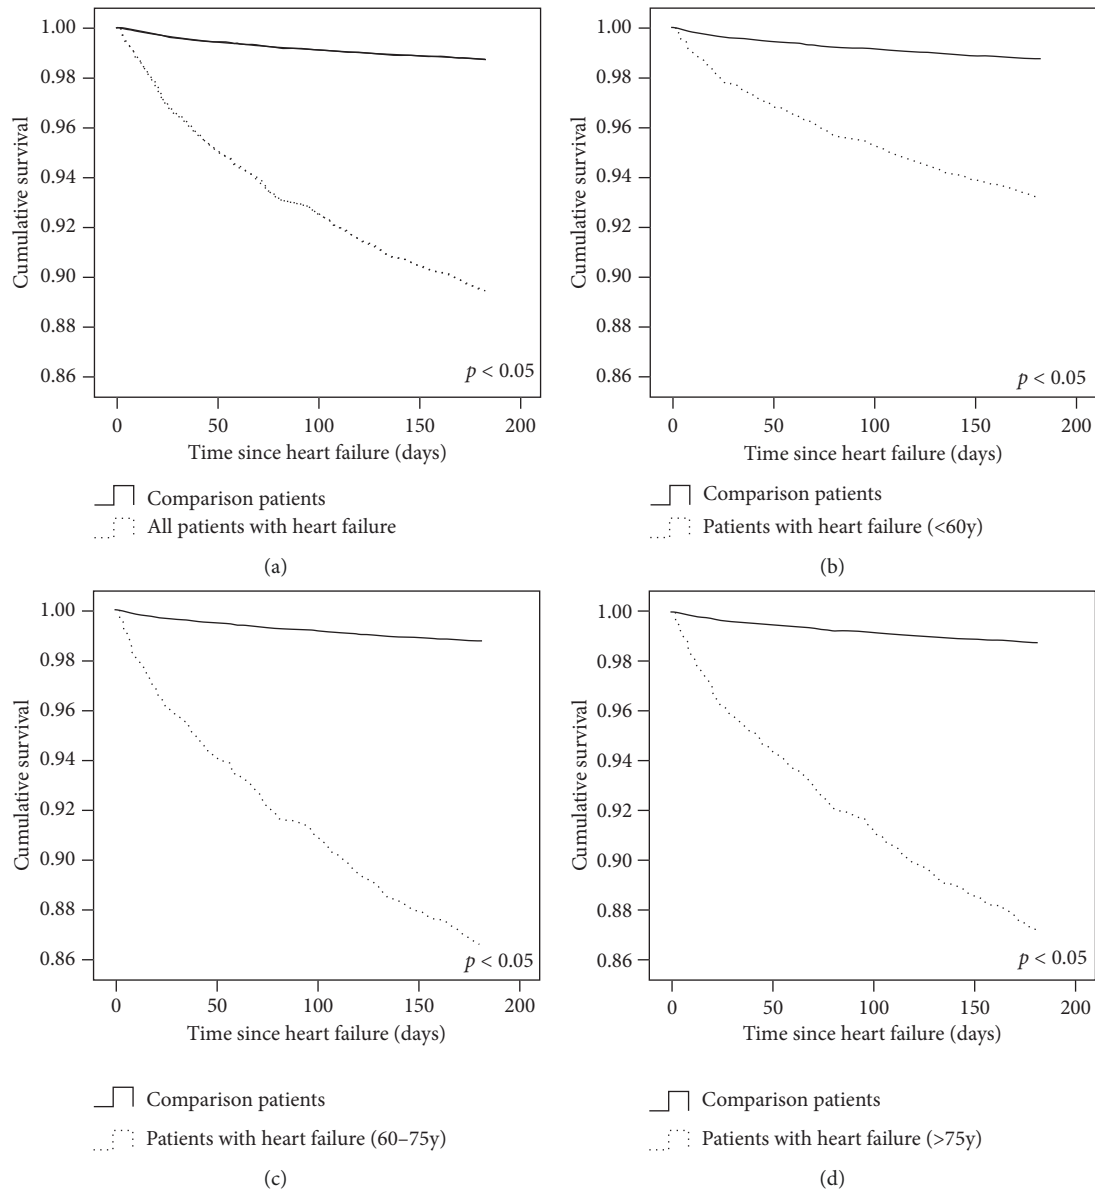 1.00
0.98
0.96
0.94
0.92
0.90
0.88
0.86
Cumulative survival
p < 0.05
0 50 100 150 200
Time since heart failure (days)
Comparison patients
All patients with heart failure
(a)
1.00
0.98
0.96
0.94
0.92
0.90
0.88
0.86
Cumulative survival
p < 0.05
0 50 100 150 200
Time since heart failure (days)
Comparison patients
Patients with heart failure (<60y)
(b)
1.00
0.98
0.96
0.94
0.92
0.90
0.88
0.86
Cumulative survival
p < 0.05
0 50 100 150 200
Time since heart failure (days)
Comparison patients
Patients with heart failure (60–75y)
(c)
1.00
0.98
0.96
0.94
0.92
0.90
0.88
0.86
Cumulative survival
p < 0.05
0 50 100 150 200
Time since heart failure (days)
Comparison patients
Patients with heart failure (>75y)
(d)